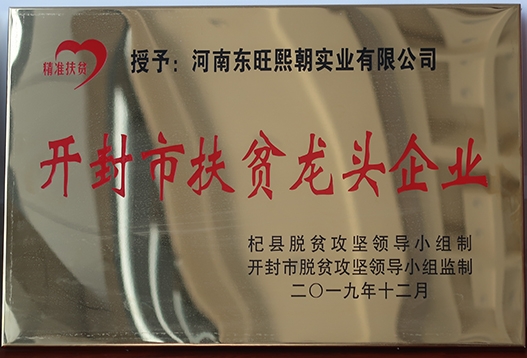 精准扶贫
授予：河南东旺熙朝实业有限公司
开封市扶贫龙头企业
杞县脱贫攻坚领导小组制
开封市脱贫攻坚领导小组监制
二〇一九年十二月